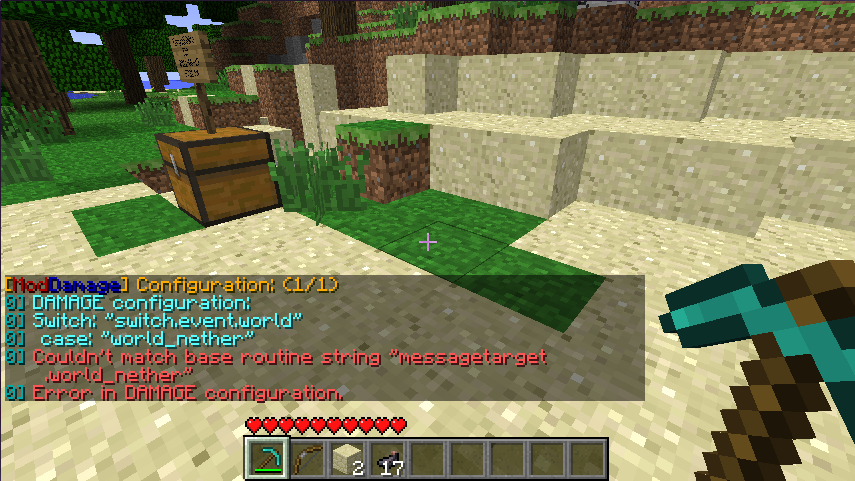 [ModDamage] Configuration: (1/1)
0] DAMAGE configuration:
0] Switch: "switch.event.world"
0]  case: "world_nether"
0] Couldn't match base routine string "messagetarget
.world_nether"
0] Error in DAMAGE configuration.
2 17